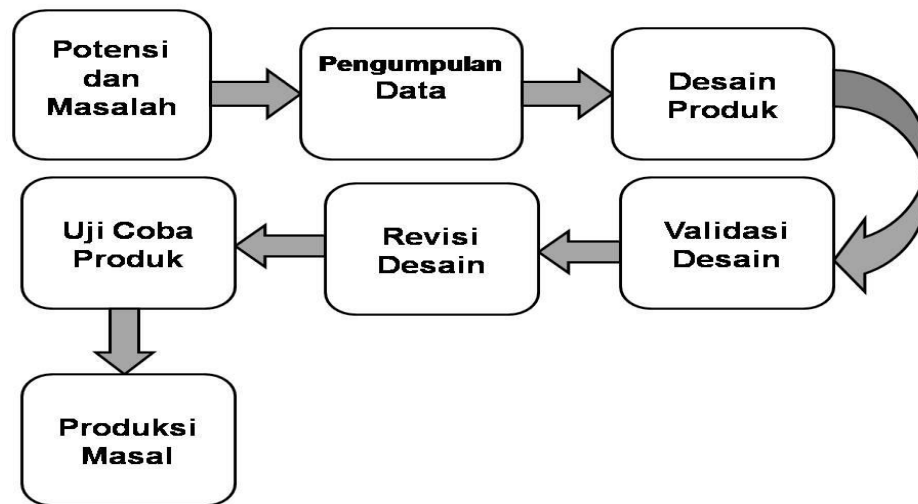 Potensi
dan
Masalah
Pengumpulan
Data
Desain
Produk
Validasi
Desain
Revisi
Desain
Uji Coba
Produk
Produksi
Masal